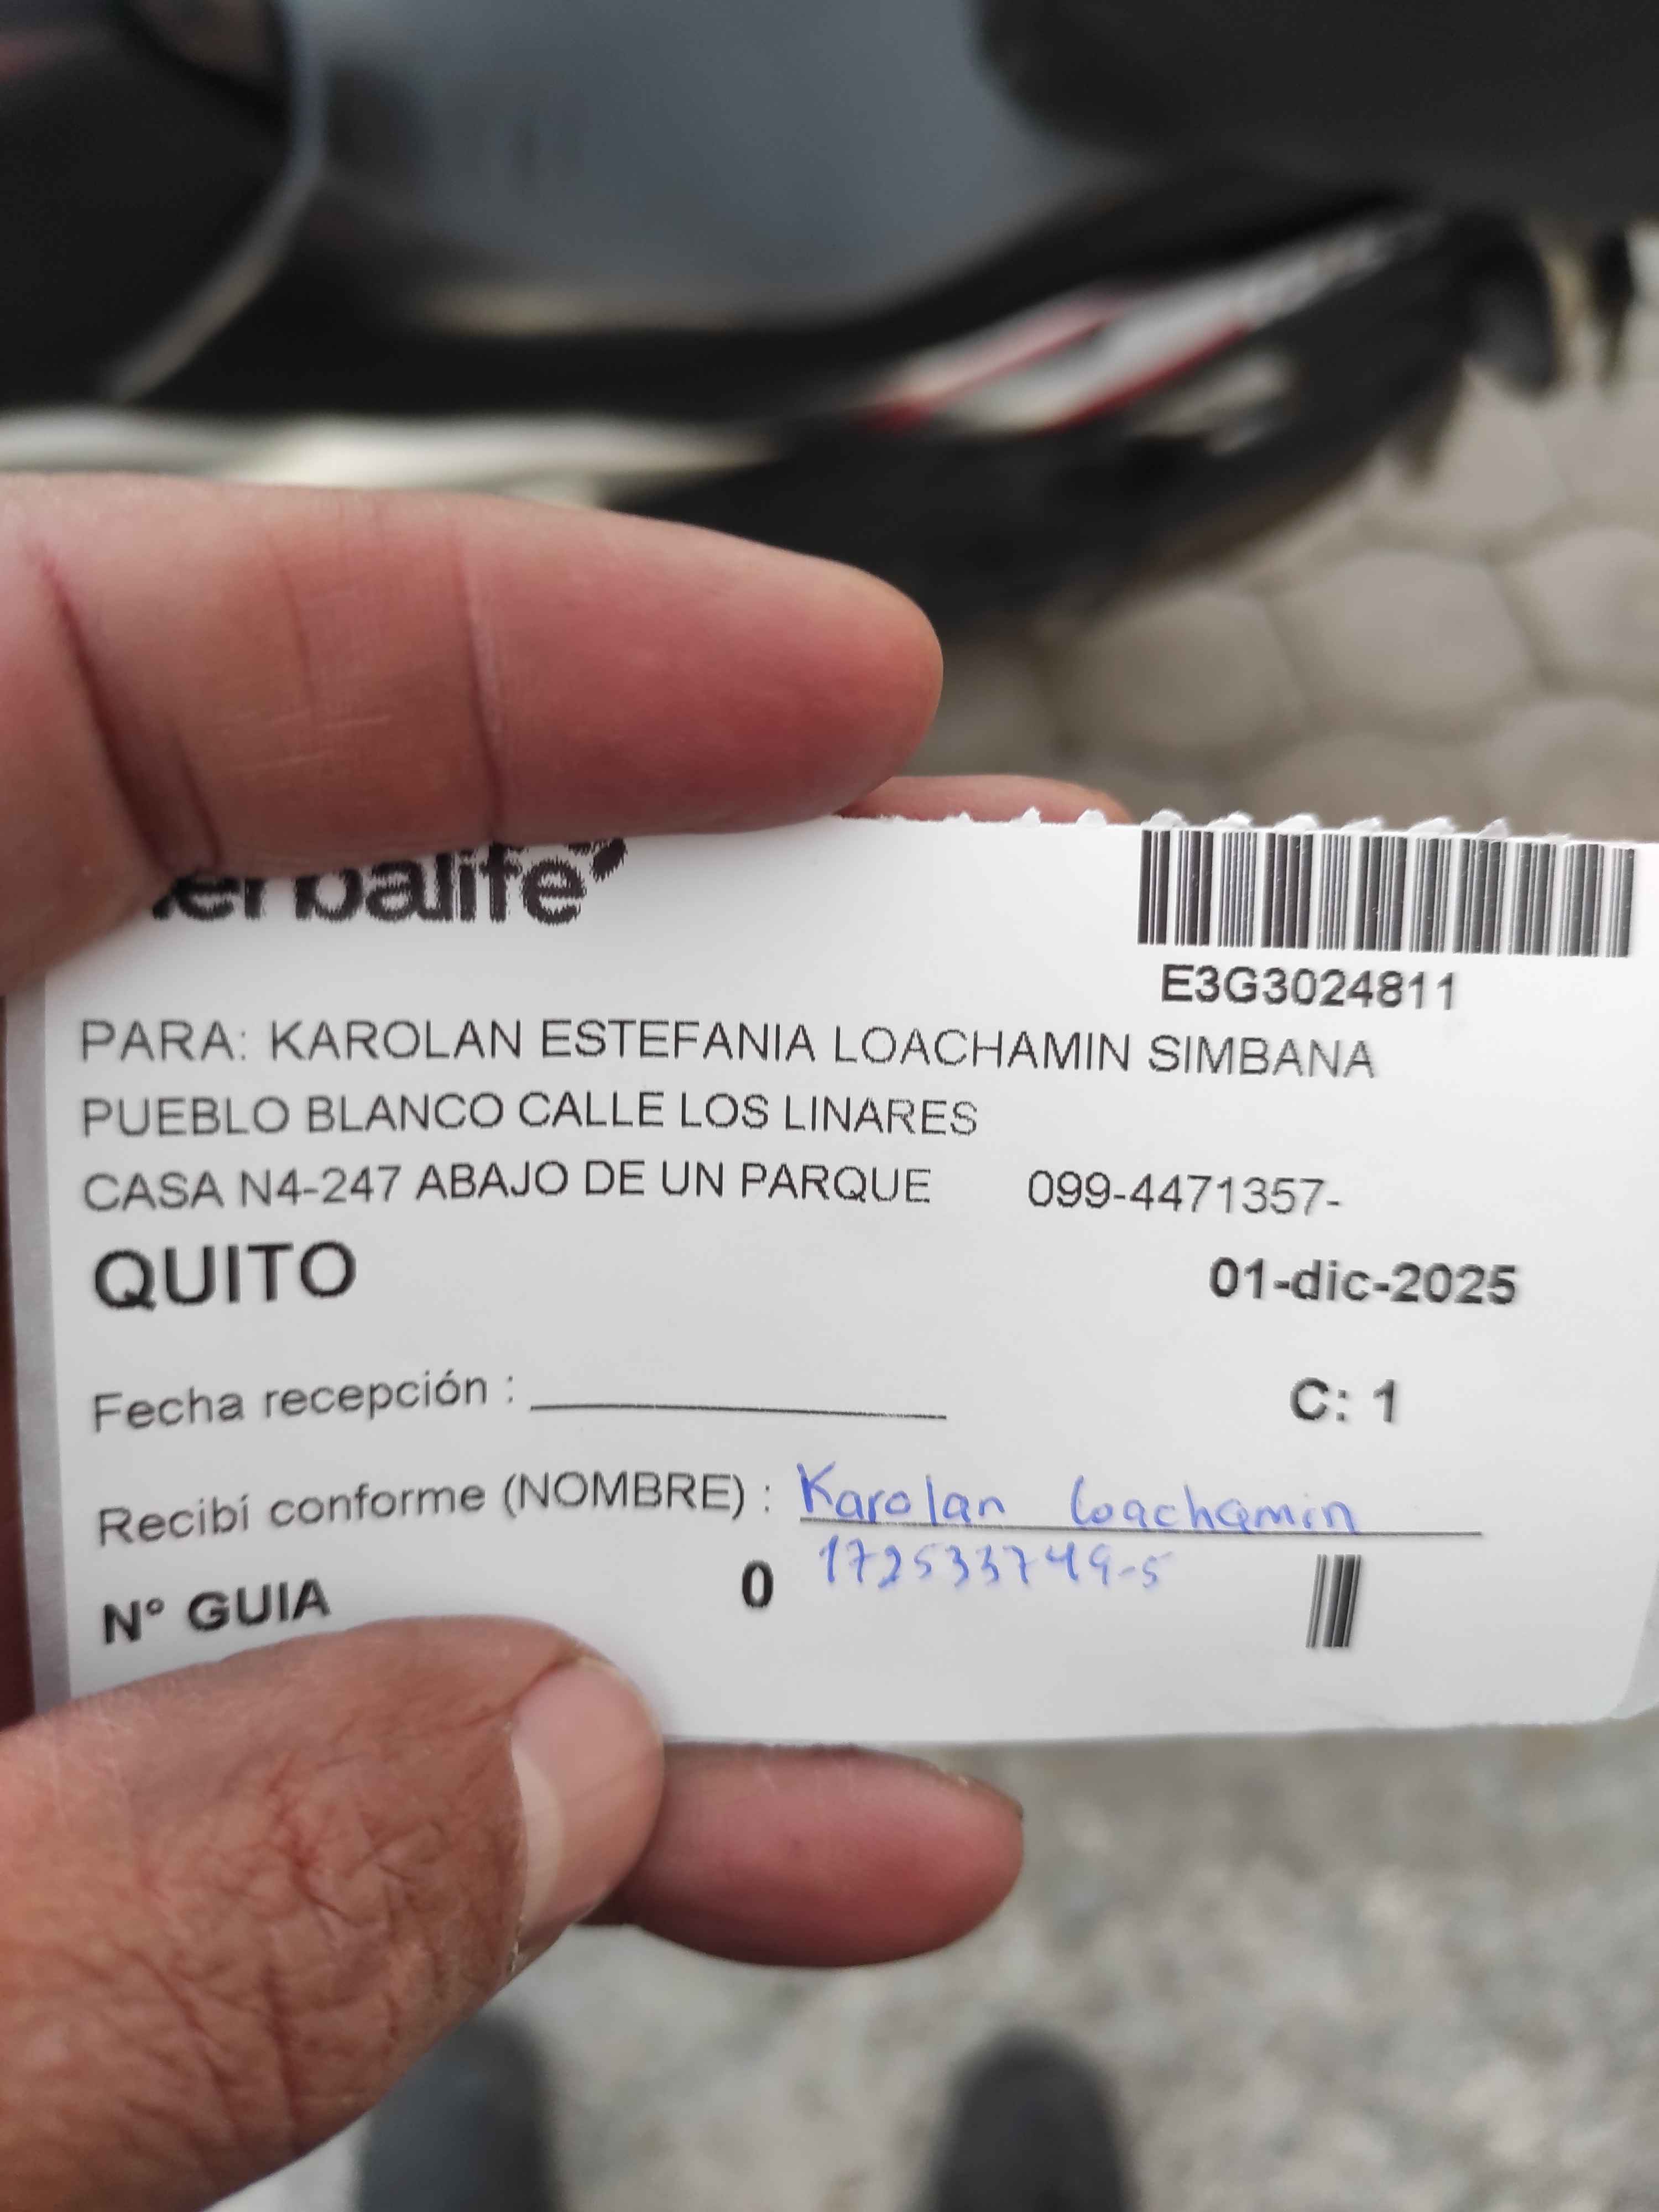 herbalife
E3G3024811
PARA: KAROLAN ESTEFANIA LOACHAMIN SIMBANA
PUEBLO BLANCO CALLE LOS LINARES
CASA N4-247 ABAJO DE UN PARQUE 099-4471357-
QUITO 01-dic-2025
Fecha recepción : C: 1
Recibí conforme (NOMBRE) : Karolan Loachamin
172533749-5
N° GUIA 0